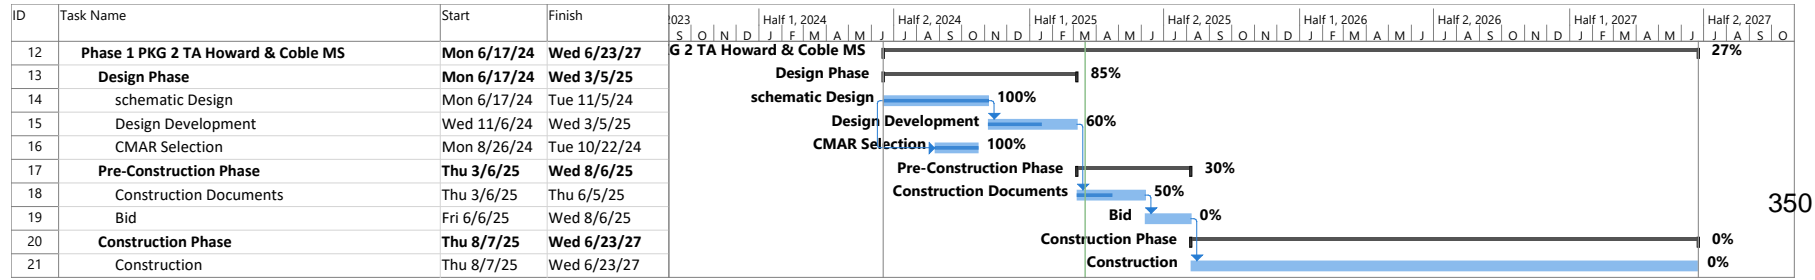 ID Task Name Start Finish 2023 Half 1, 2024 Half 2, 2024 Half 1, 2025 Half 2, 2025 Half 1, 2026 Half 2, 2026 Half 1, 2027 Half 2, 2027
S O N D J F M A M J J A S O N D J F M A M J J A S O N D J F M A M J J A S O N D J F M A M J J A S O
12 Phase 1 PKG 2 TA Howard & Coble MS Mon 6/17/24 Wed 6/23/27 G 2 TA Howard & Coble MS 27%
13 Design Phase Mon 6/17/24 Wed 3/5/25 Design Phase 85%
14 schematic Design Mon 6/17/24 Tue 11/5/24 schematic Design 100%
15 Design Development Wed 11/6/24 Wed 3/5/25 Design Development 60%
16 CMAR Selection Mon 8/26/24 Tue 10/22/24 CMAR Selection 100%
17 Pre-Construction Phase Thu 3/6/25 Wed 8/6/25 Pre-Construction Phase 30%
18 Construction Documents Thu 3/6/25 Thu 6/5/25 Construction Documents 50%
350
19 Bid Fri 6/6/25 Wed 8/6/25 Bid 0%
20 Construction Phase Thu 8/7/25 Wed 6/23/27 Construction Phase 0%
21 Construction Thu 8/7/25 Wed 6/23/27 Construction 0%